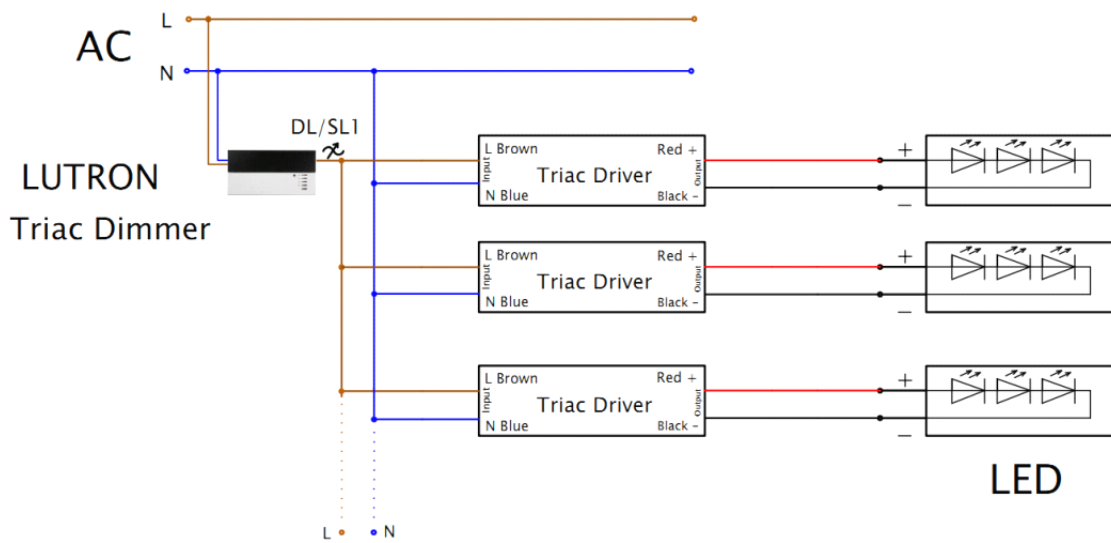 L
AC
N
DL/SL1
LUTRON
Triac Dimmer
L Brown
Red +
Input
Triac Driver
Output
N Blue
Black -
+
–
L Brown
Red +
Input
Triac Driver
Output
N Blue
Black -
+
–
L Brown
Red +
Input
Triac Driver
Output
N Blue
Black -
+
–
LED
L
N